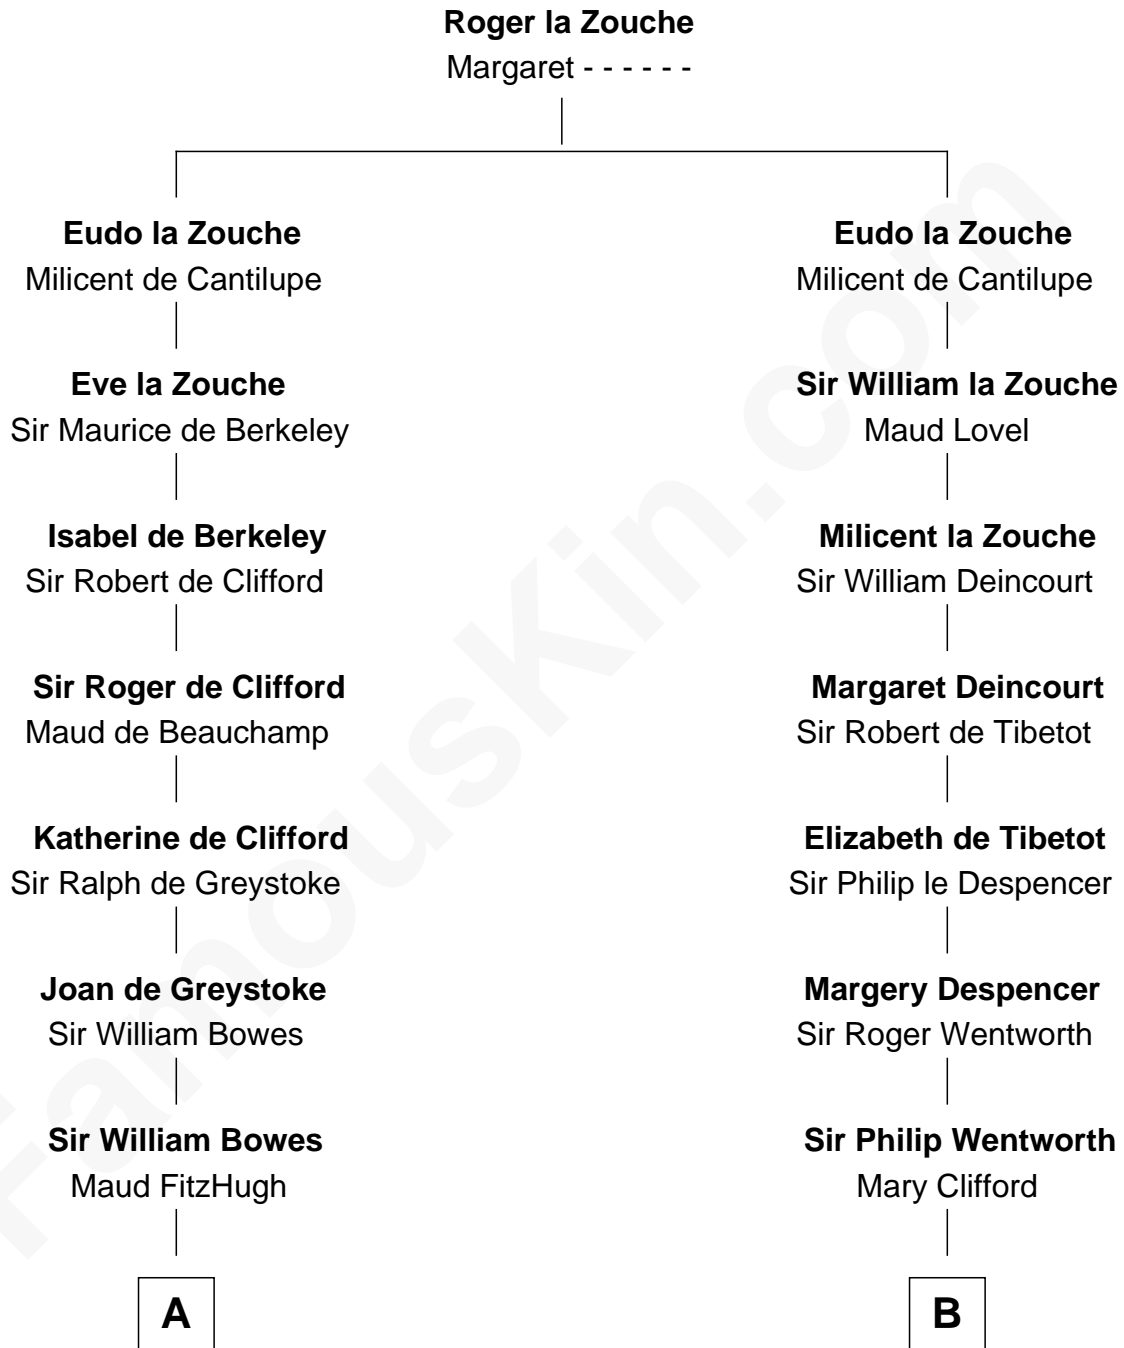 Roger la Zouche
Margaret - - - - - -
Eudo la Zouche
Milicent de Cantilupe
Eve la Zouche
Sir Maurice de Berkeley
Isabel de Berkeley
Sir Robert de Clifford
Sir Roger de Clifford
Maud de Beauchamp
Katherine de Clifford
Sir Ralph de Greystoke
Joan de Greystoke
Sir William Bowes
Sir William Bowes
Maud FitzHugh
A
Eudo la Zouche
Milicent de Cantilupe
Sir William la Zouche
Maud Lovel
Milicent la Zouche
Sir William Deincourt
Margaret Deincourt
Sir Robert de Tibetot
Elizabeth de Tibetot
Sir Philip le Despencer
Margery Despencer
Sir Roger Wentworth
Sir Philip Wentworth
Mary Clifford
B
FamousKin.com